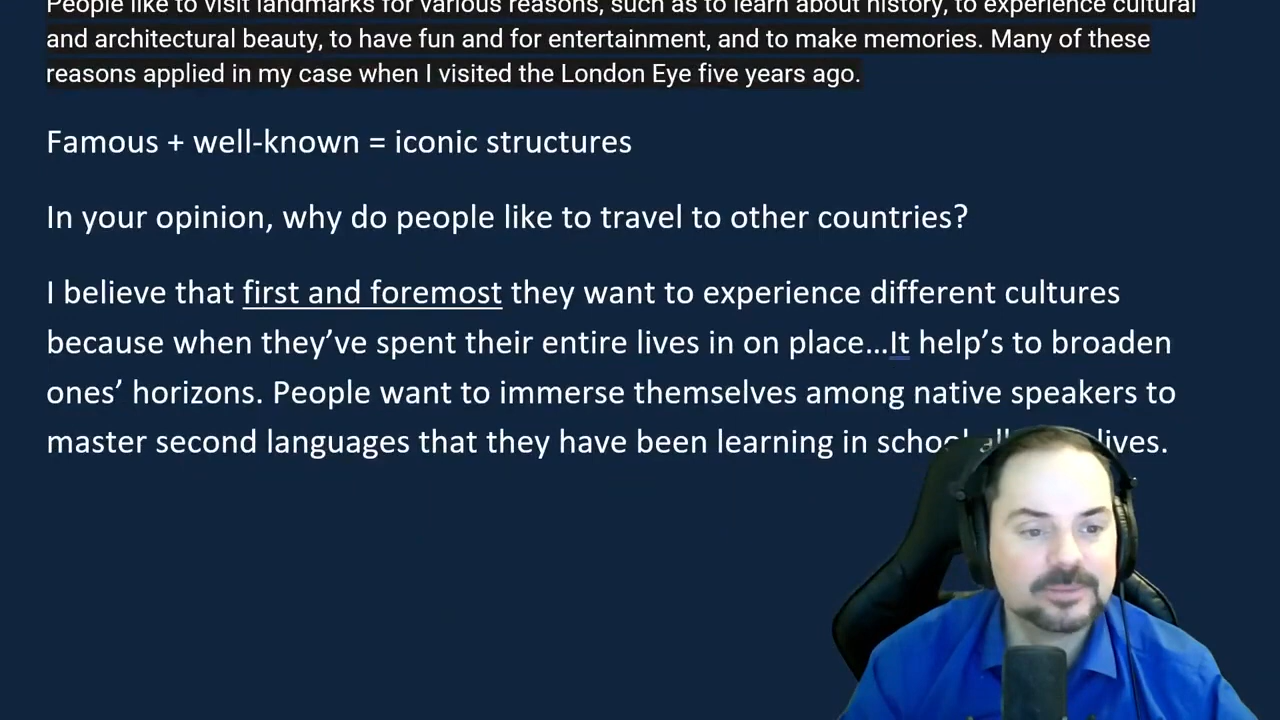 People like to visit landmarks for various reasons, such as to learn about history, to experience cultural
and architectural beauty, to have fun and for entertainment, and to make memories. Many of these
reasons applied in my case when I visited the London Eye five years ago.
Famous + well-known = iconic structures
In your opinion, why do people like to travel to other countries?
I believe that first and foremost they want to experience different cultures
because when they’ve spent their entire lives in on place…It help’s to broaden
ones’ horizons. People want to immerse themselves among native speakers to
master second languages that they have been learning in school all lives.